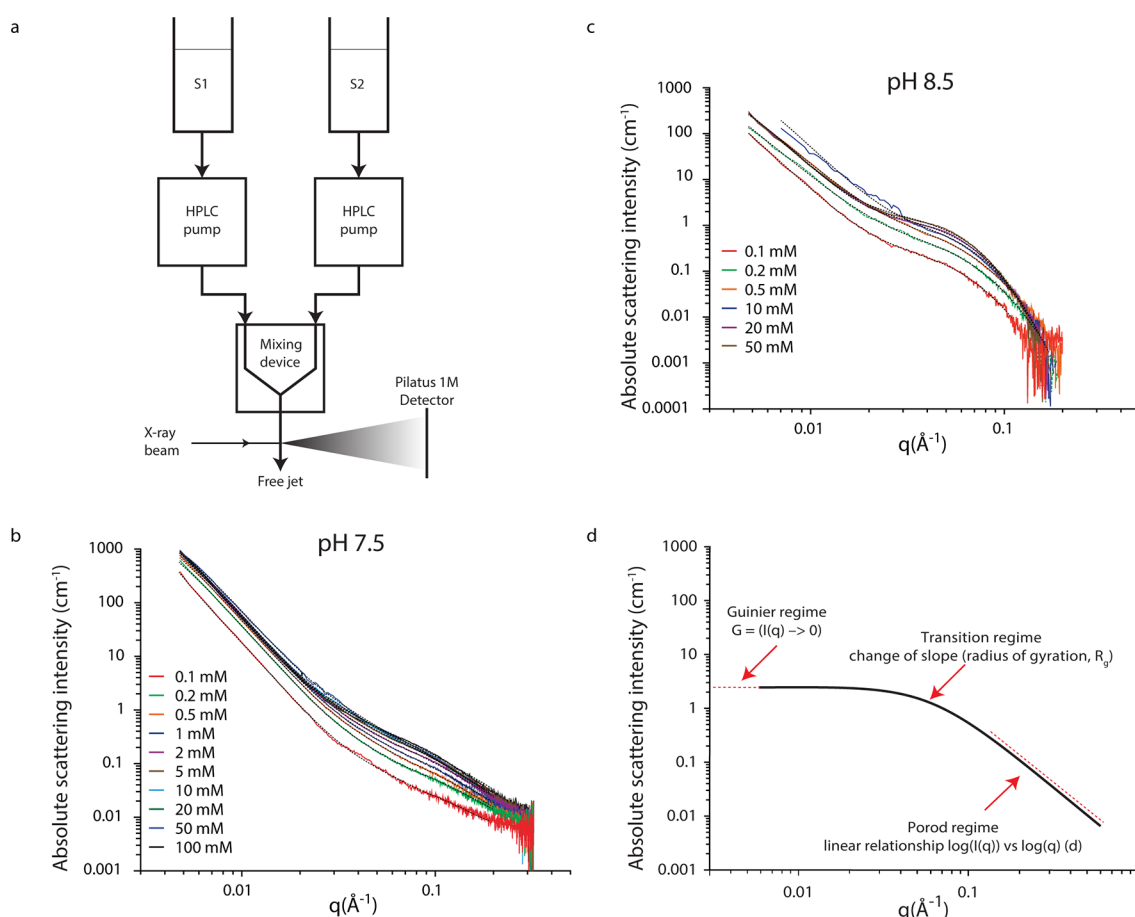 a
S1
S2
HPLC
pump
HPLC
pump
Mixing
device
Pilatus 1M
Detector
X-ray
beam
Free jet
b
pH 7.5
Absolute scattering intensity (cm⁻¹)
1000
100
10
1
0.1
0.01
0.001
0.1 mM
0.2 mM
0.5 mM
1 mM
2 mM
5 mM
10 mM
20 mM
50 mM
100 mM
0.01
0.1
q(Å⁻¹)
c
pH 8.5
Absolute scattering intensity (cm⁻¹)
1000
100
10
1
0.1
0.01
0.001
0.0001
0.1 mM
0.2 mM
0.5 mM
10 mM
20 mM
50 mM
0.01
0.1
q(Å⁻¹)
d
Absolute scattering intensity (cm⁻¹)
1000
100
10
1
0.1
0.01
0.001
Guinier regime
G = (I(q) –> 0)
Transition regime
change of slope (radius of gyration, Rg)
Porod regime
linear relationship log(I(q)) vs log(q) (d)
0.01
0.1
q(Å⁻¹)